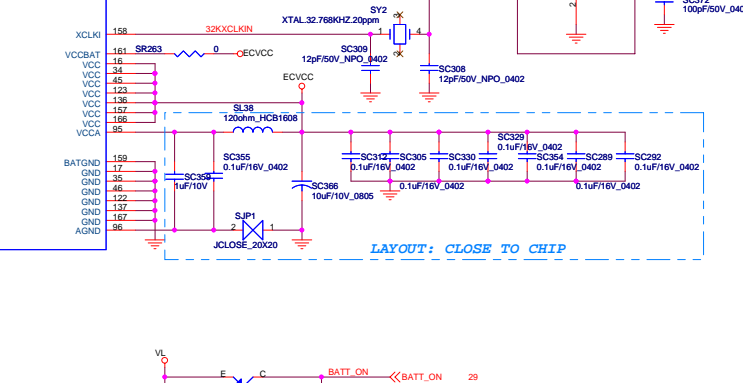 SC372
100pF/50V_040
SY2
XTAL.32.768KHZ.20ppm
XCLKI 158 32KXCLKIN 1 4
2
VCCBAT 161 SR263 0 ECVCC
SC309
12pF/50V_NPO_0402
SC308
12pF/50V_NPO_0402
VCC 16
VCC 34
VCC 45
VCC 123
VCC 136
VCC 157
VCC 166
VCCA 95
ECVCC
SL38
120ohm_HCB1608
SC359
1uF/10V
SC355
0.1uF/16V_0402
SC366
10uF/10V_0805
SC312
0.1uF/16V_0402
SC305
0.1uF/16V_0402
SC330
0.1uF/16V_0402
SC329
0.1uF/16V_0402
SC354
0.1uF/16V_0402
SC289
0.1uF/16V_0402
SC292
0.1uF/16V_0402
BATGND 159
GND 17
GND 35
GND 46
GND 122
GND 137
GND 167
AGND 96
SJP1
2 1
JCLOSE_20X20
LAYOUT: CLOSE TO CHIP
VL
E C BATT_ON BATT_ON 29